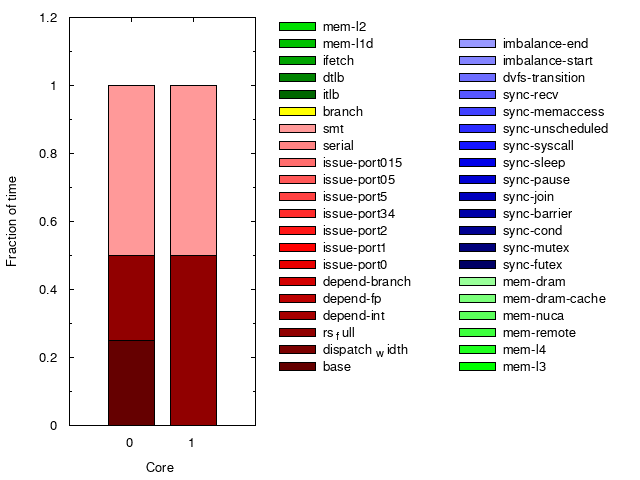 1.2
1
0.8
0.6
0.4
0.2
0
Fraction of time
0 1
Core
mem-l2
mem-l1d
ifetch
dtlb
itlb
branch
smt
serial
issue-port015
issue-port05
issue-port5
issue-port34
issue-port2
issue-port1
issue-port0
depend-branch
depend-fp
depend-int
rs f ull
dispatch w idth
base
imbalance-end
imbalance-start
dvfs-transition
sync-recv
sync-memaccess
sync-unscheduled
sync-syscall
sync-sleep
sync-pause
sync-join
sync-barrier
sync-cond
sync-mutex
sync-futex
mem-dram
mem-dram-cache
mem-nuca
mem-remote
mem-l4
mem-l3